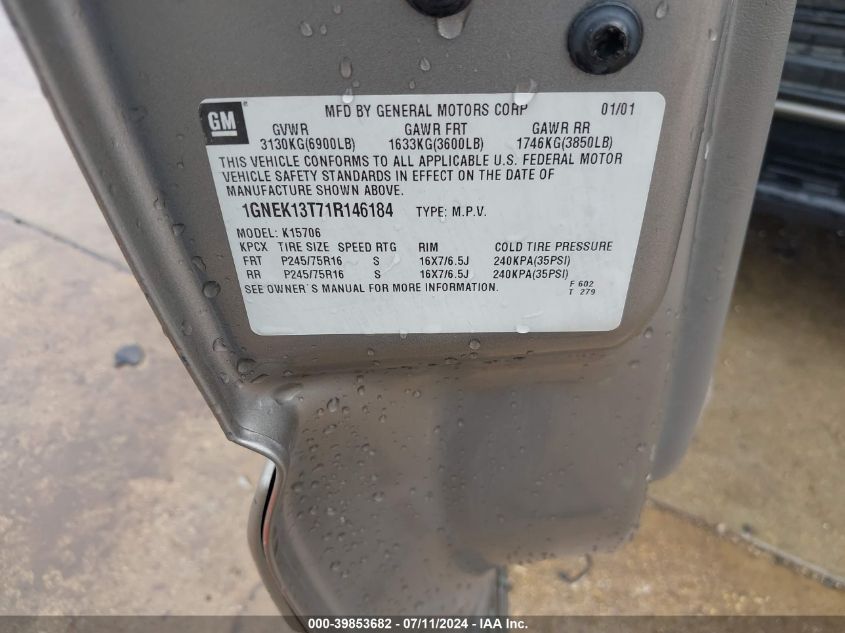 GM
MFD BY GENERAL MOTORS CORP 01/01
GVWR GAWR FRT GAWR RR
3130KG(6900LB) 1633KG(3600LB) 1746KG(3850LB)
THIS VEHICLE CONFORMS TO ALL APPLICABLE U.S. FEDERAL MOTOR
VEHICLE SAFETY STANDARDS IN EFFECT ON THE DATE OF
MANUFACTURE SHOWN ABOVE.
1GNEK13T71R146184 TYPE: M.P.V.
MODEL: K15706
KPCX TIRE SIZE SPEED RTG RIM COLD TIRE PRESSURE
FRT P245/75R16 S 16X7/6.5J 240KPA(35PSI)
RR P245/75R16 S 16X7/6.5J 240KPA(35PSI)
SEE OWNER'S MANUAL FOR MORE INFORMATION. F 602
T 279
000-39853682 - 07/11/2024 - IAA Inc.